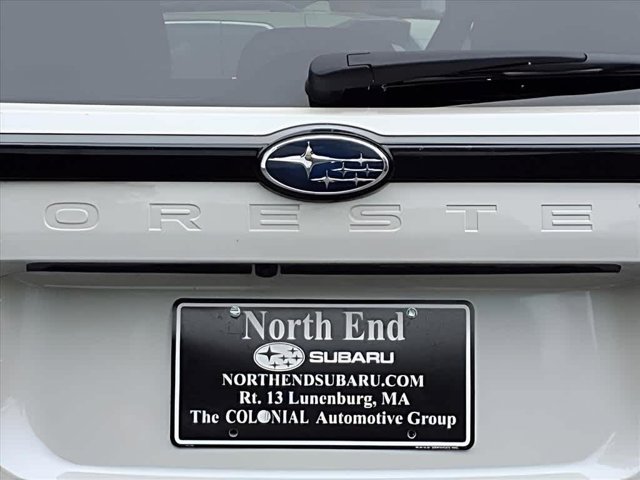 ORESTE
North End
SUBARU
NORTHENDSUBARU.COM
Rt. 13 Lunenburg, MA
The COLONIAL Automotive Group